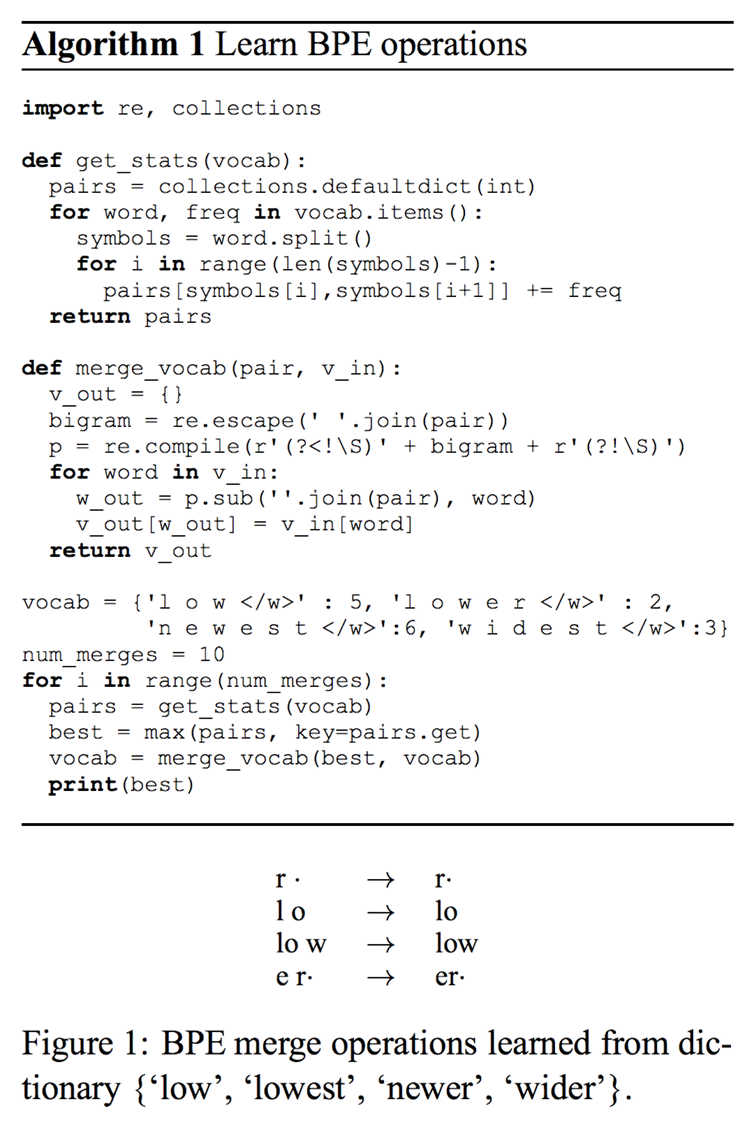 Algorithm 1 Learn BPE operations
import re, collections
def get_stats(vocab):
  pairs = collections.defaultdict(int)
  for word, freq in vocab.items():
    symbols = word.split()
    for i in range(len(symbols)-1):
      pairs[symbols[i],symbols[i+1]] += freq
  return pairs
def merge_vocab(pair, v_in):
  v_out = {}
  bigram = re.escape(' '.join(pair))
  p = re.compile(r'(?<!\S)' + bigram + r'(?!\S)')
  for word in v_in:
    w_out = p.sub(''.join(pair), word)
    v_out[w_out] = v_in[word]
  return v_out
vocab = {'l o w </w>' : 5, 'l o w e r </w>' : 2,
         'n e w e s t </w>':6, 'w i d e s t </w>':3}
num_merges = 10
for i in range(num_merges):
  pairs = get_stats(vocab)
  best = max(pairs, key=pairs.get)
  vocab = merge_vocab(best, vocab)
  print(best)
r · → r·
l o → lo
lo w → low
e r· → er·
Figure 1: BPE merge operations learned from dic-
tionary {‘low’, ‘lowest’, ‘newer’, ‘wider’}.